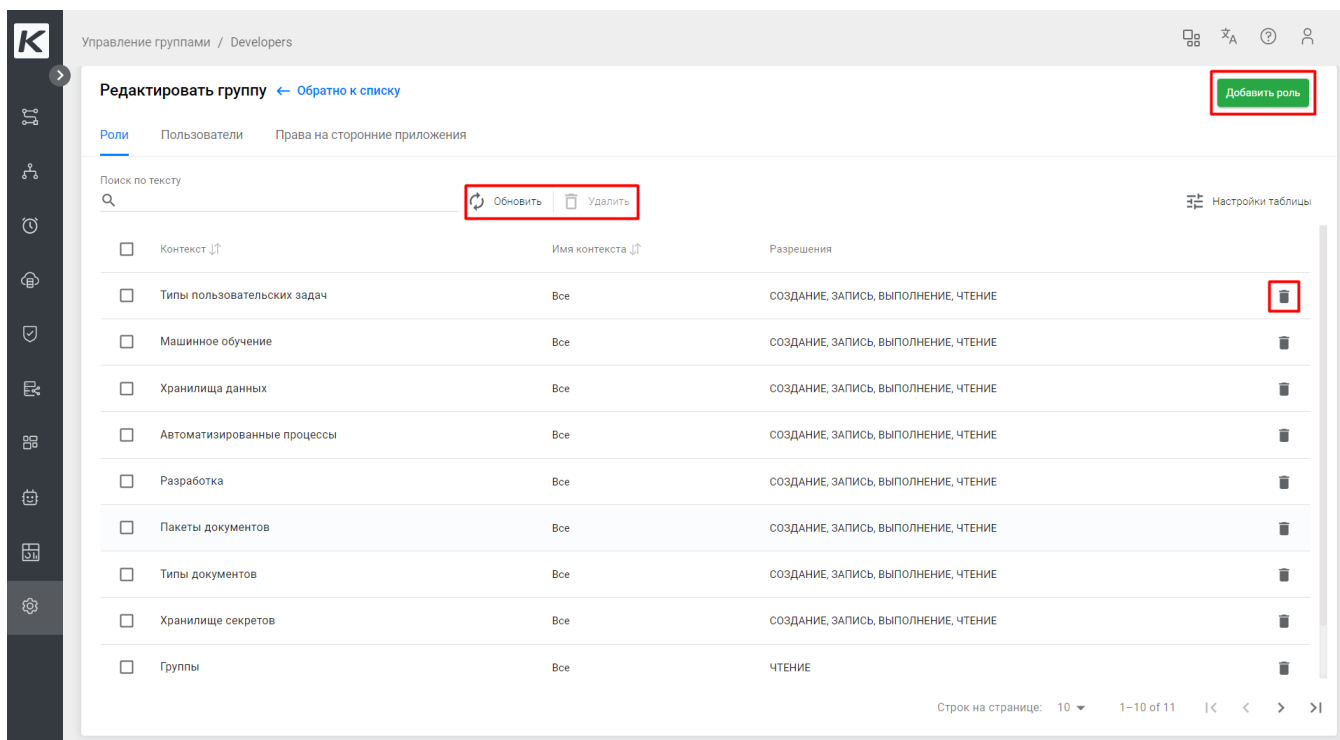 K
Управление группами / Developers
Редактировать группу ← Обратно к списку
Добавить роль
Роли Пользователи Права на сторонние приложения
Поиск по тексту
Обновить Удалить Настройки таблицы
Контекст Имя контекста Разрешения
Типы пользовательских задач Все СОЗДАНИЕ, ЗАПИСЬ, ВЫПОЛНЕНИЕ, ЧТЕНИЕ
Машинное обучение Все СОЗДАНИЕ, ЗАПИСЬ, ВЫПОЛНЕНИЕ, ЧТЕНИЕ
Хранилища данных Все СОЗДАНИЕ, ЗАПИСЬ, ВЫПОЛНЕНИЕ, ЧТЕНИЕ
Автоматизированные процессы Все СОЗДАНИЕ, ЗАПИСЬ, ВЫПОЛНЕНИЕ, ЧТЕНИЕ
Разработка Все СОЗДАНИЕ, ЗАПИСЬ, ВЫПОЛНЕНИЕ, ЧТЕНИЕ
Пакеты документов Все СОЗДАНИЕ, ЗАПИСЬ, ВЫПОЛНЕНИЕ, ЧТЕНИЕ
Типы документов Все СОЗДАНИЕ, ЗАПИСЬ, ВЫПОЛНЕНИЕ, ЧТЕНИЕ
Хранилище секретов Все СОЗДАНИЕ, ЗАПИСЬ, ВЫПОЛНЕНИЕ, ЧТЕНИЕ
Группы Все ЧТЕНИЕ
Строк на странице: 10 1–10 of 11